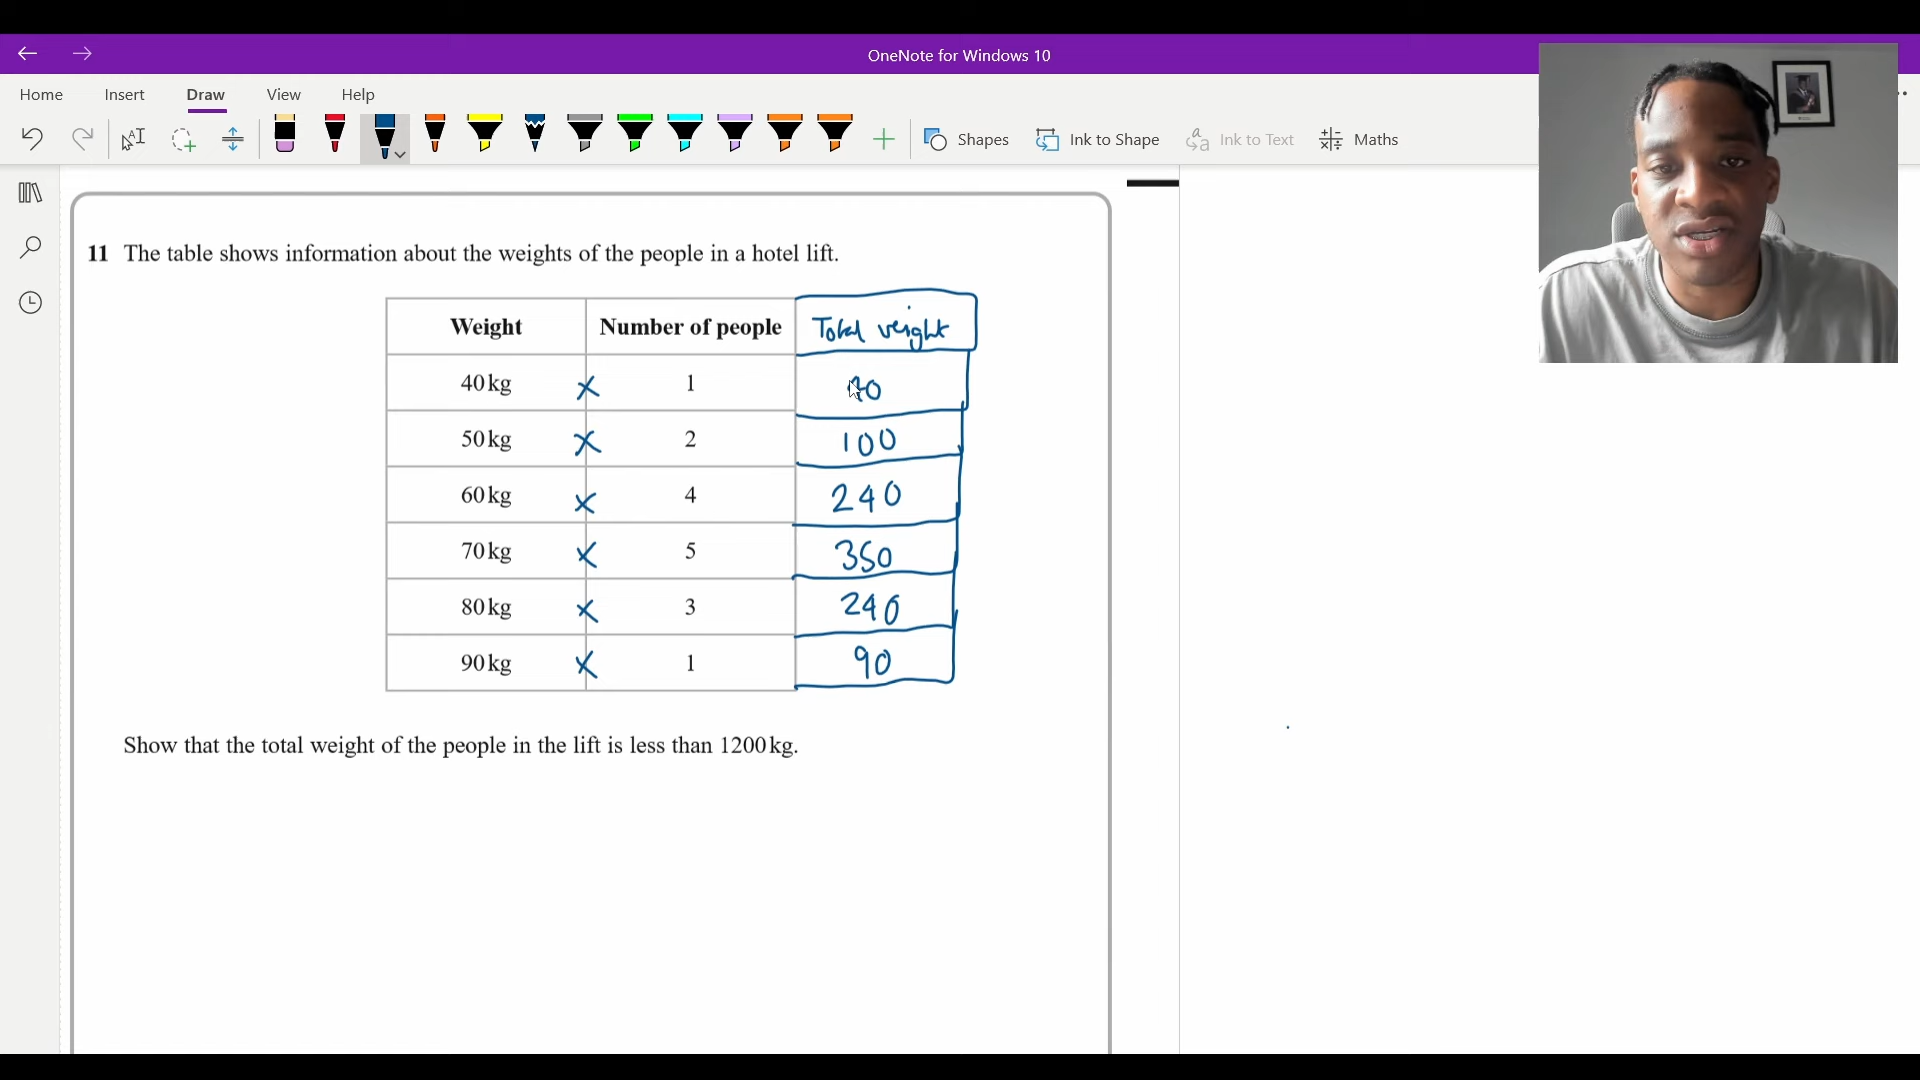 OneNote for Windows 10
Home Insert Draw View Help
Shapes Ink to Shape Ink to Text Maths
11 The table shows information about the weights of the people in a hotel lift.
Weight Number of people Total weight
40 kg × 1 40
50 kg × 2 100
60 kg × 4 240
70 kg × 5 350
80 kg × 3 240
90 kg × 1 90
Show that the total weight of the people in the lift is less than 1200 kg.